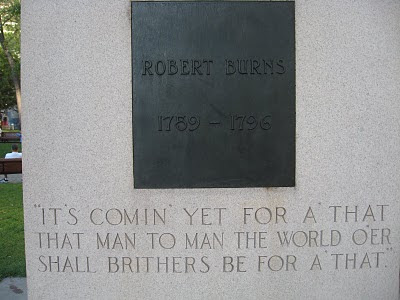 ROBERT BURNS
1759 - 1796
"IT'S COMIN' YET FOR A' THAT
THAT MAN TO MAN THE WORLD O'ER
SHALL BRITHERS BE FOR A' THAT."